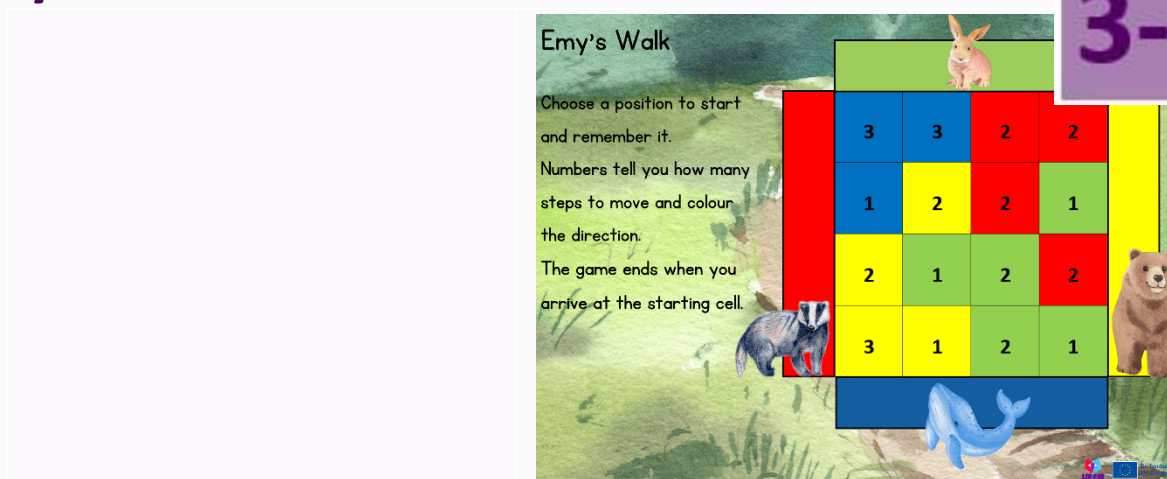 Emy's Walk
Choose a position to start
and remember it.
Numbers tell you how many
steps to move and colour
the direction.
The game ends when you
arrive at the starting cell.
3-
3 3 2 2
1 2 2 1
2 1 2 2
3 1 2 1